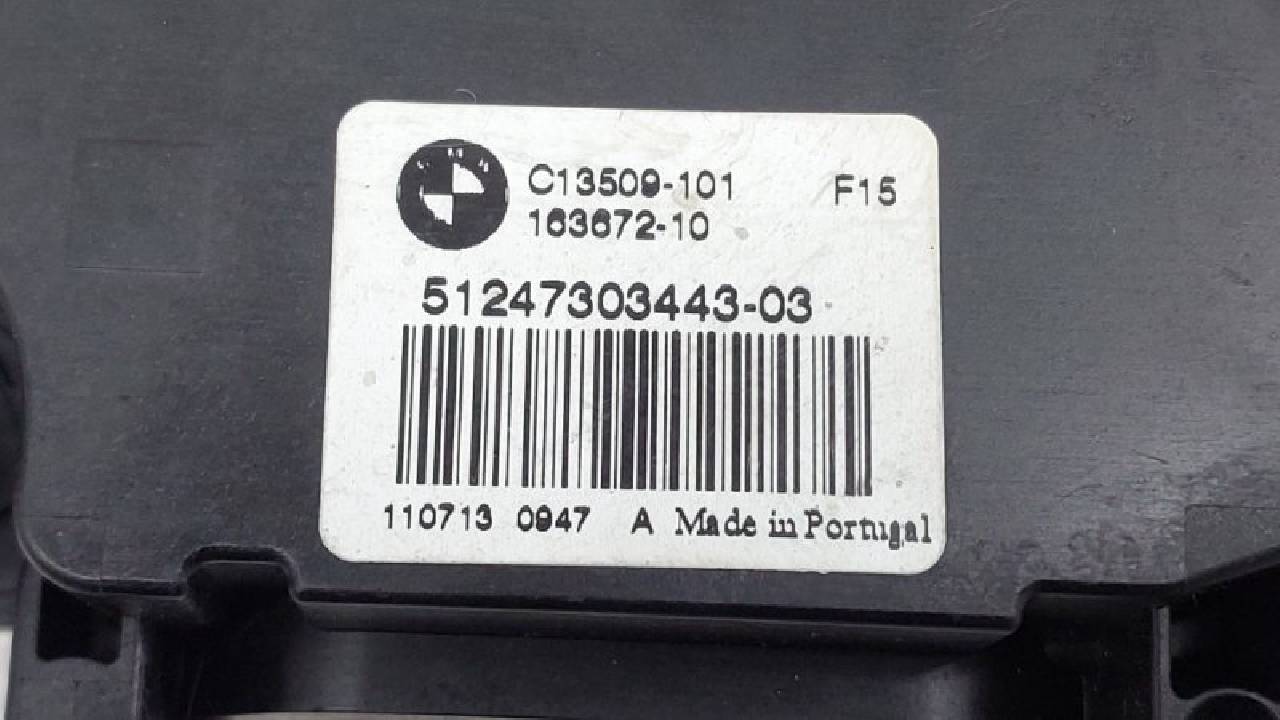 C13509-101 F15
163672-10
51247303443-03
110713 0947 A Made in Portugal